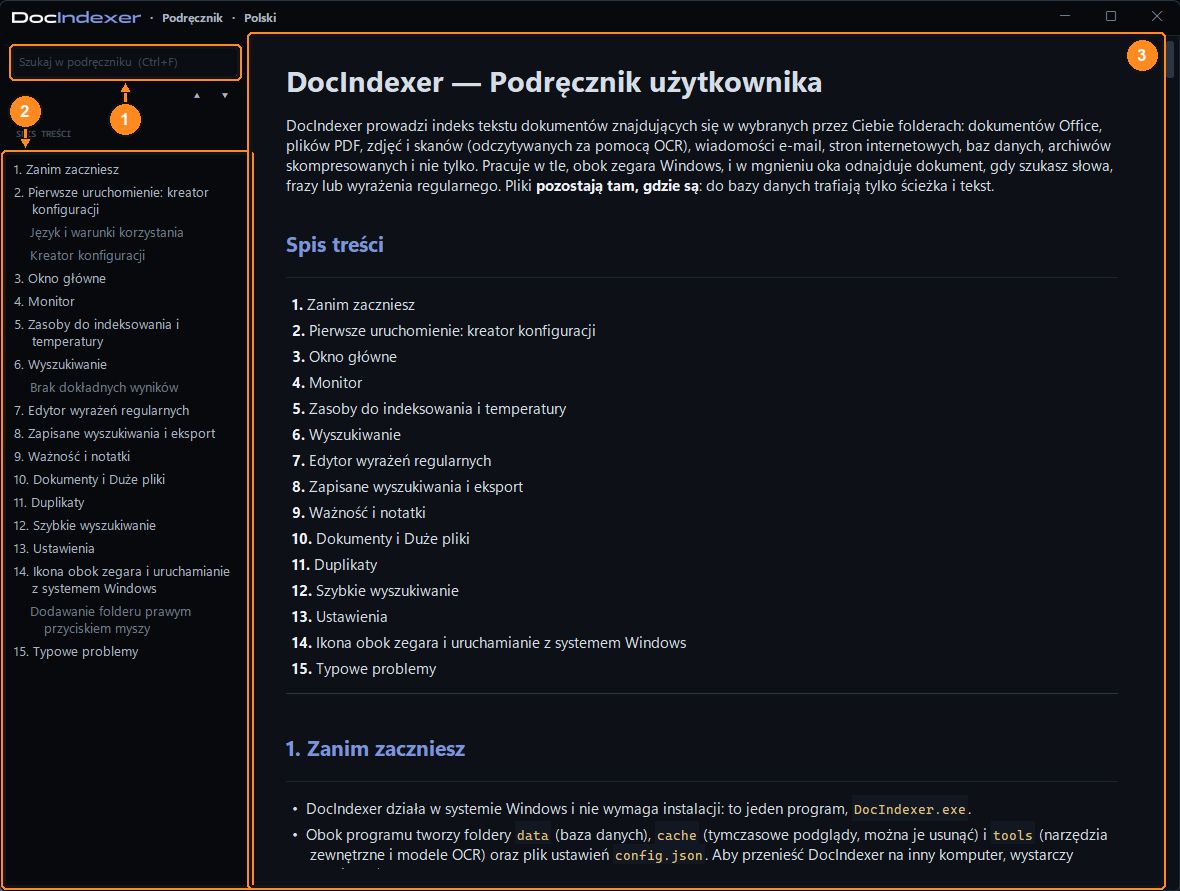 DocIndexer · Podręcznik · Polski
Szukaj w podręczniku (Ctrl+F)
1
2
3
SPIS TREŚCI
1. Zanim zaczniesz
2. Pierwsze uruchomienie: kreator
konfiguracji
Język i warunki korzystania
Kreator konfiguracji
3. Okno główne
4. Monitor
5. Zasoby do indeksowania i
temperatury
6. Wyszukiwanie
Brak dokładnych wyników
7. Edytor wyrażeń regularnych
8. Zapisane wyszukiwania i eksport
9. Ważność i notatki
10. Dokumenty i Duże pliki
11. Duplikaty
12. Szybkie wyszukiwanie
13. Ustawienia
14. Ikona obok zegara i uruchamianie
z systemem Windows
Dodawanie folderu prawym
przyciskiem myszy
15. Typowe problemy
DocIndexer — Podręcznik użytkownika
DocIndexer prowadzi indeks tekstu dokumentów znajdujących się w wybranych przez Ciebie folderach: dokumentów Office,
plików PDF, zdjęć i skanów (odczytywanych za pomocą OCR), wiadomości e-mail, stron internetowych, baz danych, archiwów
skompresowanych i nie tylko. Pracuje w tle, obok zegara Windows, i w mgnieniu oka odnajduje dokument, gdy szukasz słowa,
frazy lub wyrażenia regularnego. Pliki pozostają tam, gdzie są: do bazy danych trafiają tylko ścieżka i tekst.
Spis treści
1. Zanim zaczniesz
2. Pierwsze uruchomienie: kreator konfiguracji
3. Okno główne
4. Monitor
5. Zasoby do indeksowania i temperatury
6. Wyszukiwanie
7. Edytor wyrażeń regularnych
8. Zapisane wyszukiwania i eksport
9. Ważność i notatki
10. Dokumenty i Duże pliki
11. Duplikaty
12. Szybkie wyszukiwanie
13. Ustawienia
14. Ikona obok zegara i uruchamianie z systemem Windows
15. Typowe problemy
1. Zanim zaczniesz
• DocIndexer działa w systemie Windows i nie wymaga instalacji: to jeden program, DocIndexer.exe.
• Obok programu tworzy foldery data (baza danych), cache (tymczasowe podglądy, można je usunąć) i tools (narzędzia
zewnętrzne i modele OCR) oraz plik ustawień config.json. Aby przenieść DocIndexer na inny komputer, wystarczy